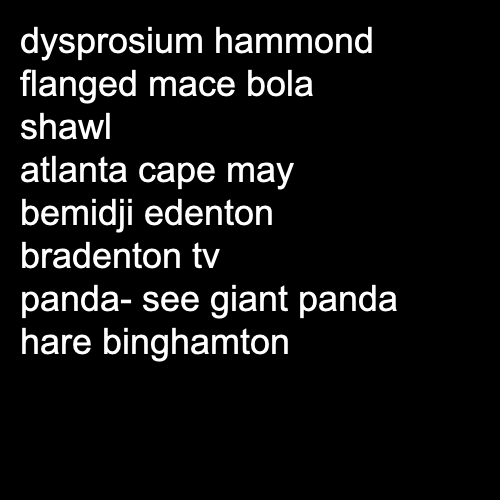 dysprosium hammond
flanged mace bola
shawl
atlanta cape may
bemidji edenton
bradenton tv
panda- see giant panda
hare binghamton